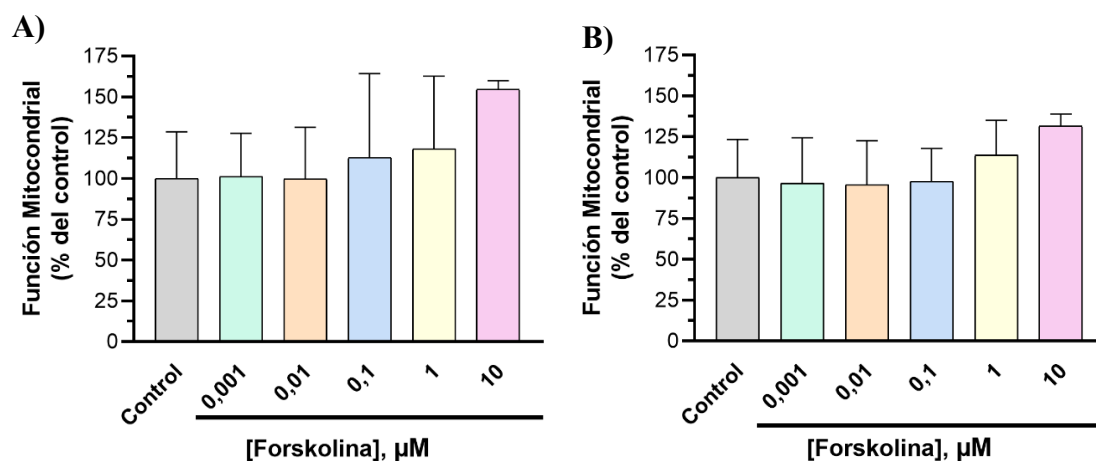 A)
Función Mitocondrial
(% del control)
175
150
125
100
75
50
25
0
Control
0,001
0,01
0,1
1
10
[Forskolina], µM
B)
Función Mitocondrial
(% del control)
175
150
125
100
75
50
25
0
Control
0,001
0,01
0,1
1
10
[Forskolina], µM